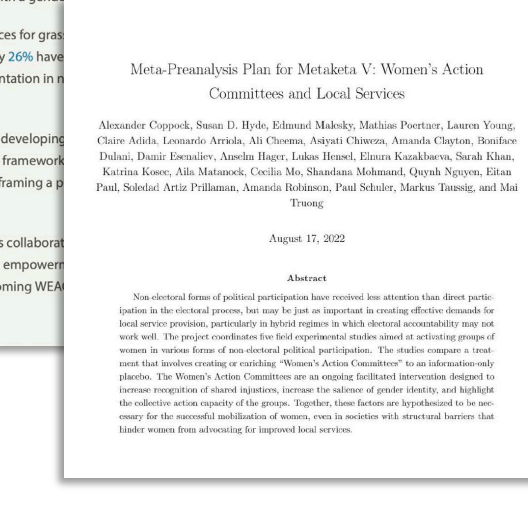 ces for gras
y 26% have
ntation in n
developing
framework
framing a p
s collaborat
empowerm
ming WEA
Meta-Preanalysis Plan for Metaketa V: Women's Action
Committees and Local Services
Alexander Coppock, Susan D. Hyde, Edmund Malesky, Mathias Poertner, Lauren Young,
Claire Adida, Leonardo Arriola, Ali Cheema, Asiyati Chiweza, Amanda Clayton, Boniface
Dulani, Damir Esenaliev, Anselm Hager, Lukas Hensel, Elnura Kazakbaeva, Sarah Khan,
Katrina Kosec, Aila Matanock, Cecilia Mo, Shandana Mohmand, Quynh Nguyen, Eitan
Paul, Soledad Artiz Prillaman, Amanda Robinson, Paul Schuler, Markus Taussig, and Mai
Truong
August 17, 2022
Abstract
Non-electoral forms of political participation have received less attention than direct partic-
ipation in the electoral process, but may be just as important in creating effective demands for
local service provision, particularly in hybrid regimes in which electoral accountability may not
work well. The project coordinates five field experimental studies aimed at activating groups of
women in various forms of non-electoral political participation. The studies compare a treat-
ment that involves creating or enriching "Women's Action Committees" to an information-only
placebo. The Women's Action Committees are an ongoing facilitated intervention designed to
increase recognition of shared injustices, increase the salience of gender identity, and highlight
the collective action capacity of the groups. Together, these factors are hypothesized to be nec-
essary for the successful mobilization of women, even in societies with structural barriers that
hinder women from advocating for improved local services.